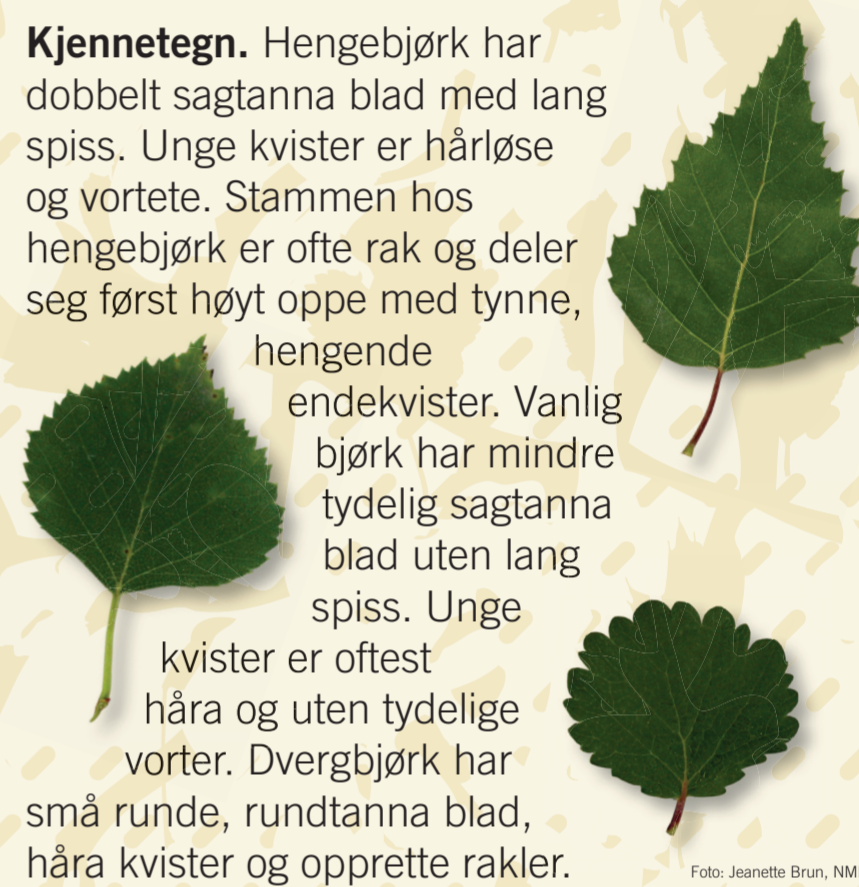 Kjennetegn. Hengebjørk har
dobbelt sagtanna blad med lang
spiss. Unge kvister er hårløse
og vortete. Stammen hos
hengebjørk er ofte rak og deler
seg først høyt oppe med tynne,
hengende
endekvister. Vanlig
bjørk har mindre
tydelig sagtanna
blad uten lang
spiss. Unge
kvister er oftest
håra og uten tydelige
vorter. Dvergbjørk har
små runde, rundtanna blad,
håra kvister og opprette rakler.
Foto: Jeanette Brun, NM